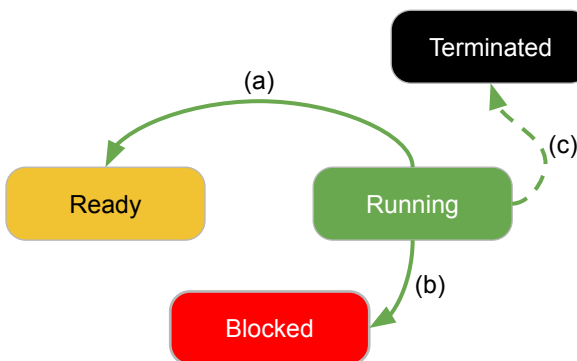 Terminated
(a)
(c)
Ready
Running
(b)
Blocked